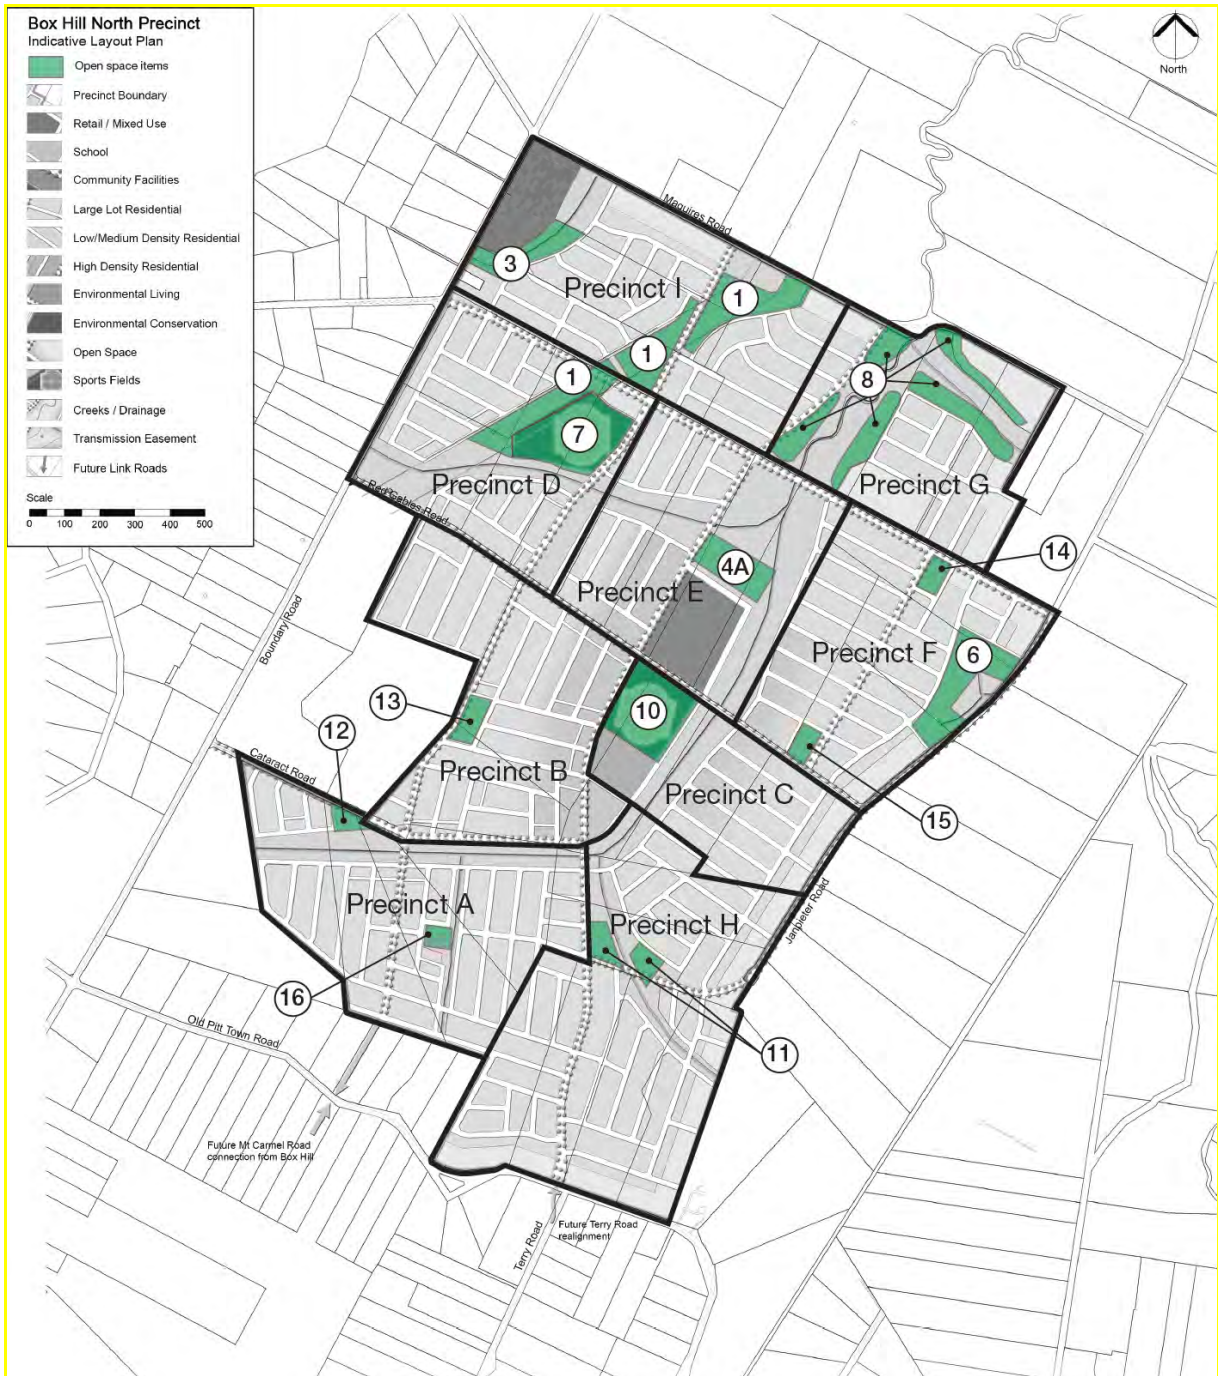 Box Hill North Precinct
Indicative Layout Plan
Open space items
Precinct Boundary
Retail / Mixed Use
School
Community Facilities
Large Lot Residential
Low/Medium Density Residential
High Density Residential
Environmental Living
Environmental Conservation
Open Space
Sports Fields
Creeks / Drainage
Transmission Easement
Future Link Roads
Scale
0 100 200 300 400 500
North
Maguires Road
3
Precinct I
1
1
1
8
7
Precinct D
Precinct G
Red Gables Road
14
4A
Precinct E
Boundary Road
Precinct F
6
13
10
12
Cataract Road
Precinct B
Precinct C
15
Precinct A
Precinct H
Janpieter Road
16
Old Pitt Town Road
11
Future Mt Carmel Road
connection from Box Hill
Terry Road
Future Terry Road
realignment